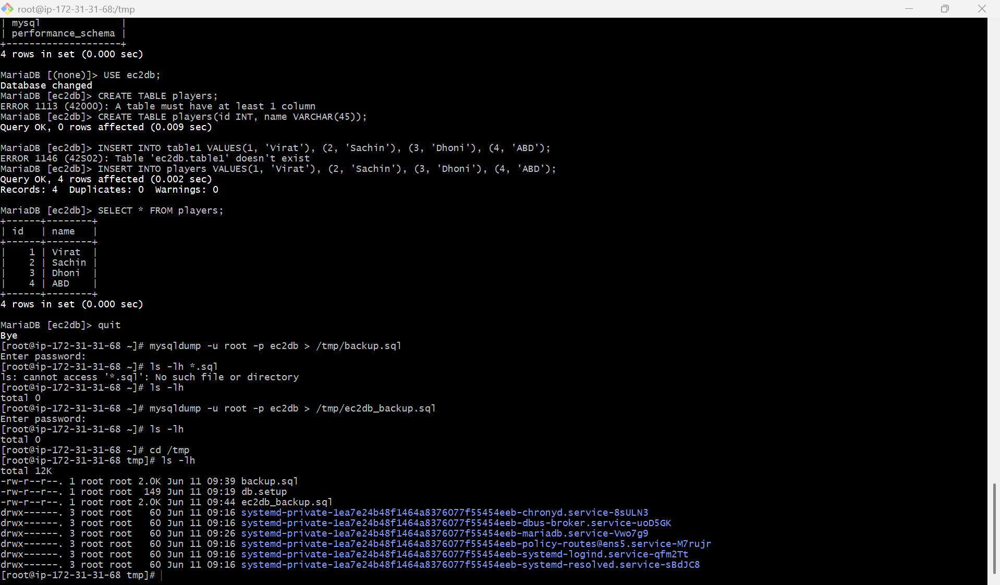 root@ip-172-31-31-68:/tmp
| mysql              |
| performance_schema |
+--------------------+
4 rows in set (0.000 sec)

MariaDB [(none)]> USE ec2db;
Database changed
MariaDB [ec2db]> CREATE TABLE players;
ERROR 1113 (42000): A table must have at least 1 column
MariaDB [ec2db]> CREATE TABLE players(id INT, name VARCHAR(45));
Query OK, 0 rows affected (0.009 sec)

MariaDB [ec2db]> INSERT INTO table1 VALUES(1, 'Virat'), (2, 'Sachin'), (3, 'Dhoni'), (4, 'ABD');
ERROR 1146 (42S02): Table 'ec2db.table1' doesn't exist
MariaDB [ec2db]> INSERT INTO players VALUES(1, 'Virat'), (2, 'Sachin'), (3, 'Dhoni'), (4, 'ABD');
Query OK, 4 rows affected (0.002 sec)
Records: 4  Duplicates: 0  Warnings: 0

MariaDB [ec2db]> SELECT * FROM players;
+------+--------+
| id   | name   |
+------+--------+
|    1 | Virat  |
|    2 | Sachin |
|    3 | Dhoni  |
|    4 | ABD    |
+------+--------+
4 rows in set (0.000 sec)

MariaDB [ec2db]> quit
Bye
[root@ip-172-31-31-68 ~]# mysqldump -u root -p ec2db > /tmp/backup.sql
Enter password:
[root@ip-172-31-31-68 ~]# ls -lh *.sql
ls: cannot access '*.sql': No such file or directory
[root@ip-172-31-31-68 ~]# ls -lh
total 0
[root@ip-172-31-31-68 ~]# mysqldump -u root -p ec2db > /tmp/ec2db_backup.sql
Enter password:
[root@ip-172-31-31-68 ~]# ls -lh
total 0
[root@ip-172-31-31-68 ~]# cd /tmp
[root@ip-172-31-31-68 tmp]# ls -lh
total 12K
-rw-r--r--. 1 root root 2.0K Jun 11 09:39 backup.sql
-rw-r--r--. 1 root root  149 Jun 11 09:19 db.setup
-rw-r--r--. 1 root root 2.0K Jun 11 09:44 ec2db_backup.sql
drwx------. 3 root root   60 Jun 11 09:16 systemd-private-1ea7e24b48f1464a8376077f55454eeb-chronyd.service-8sULN3
drwx------. 3 root root   60 Jun 11 09:16 systemd-private-1ea7e24b48f1464a8376077f55454eeb-dbus-broker.service-uoD5GK
drwx------. 3 root root   60 Jun 11 09:26 systemd-private-1ea7e24b48f1464a8376077f55454eeb-mariadb.service-Vwo7g9
drwx------. 3 root root   60 Jun 11 09:16 systemd-private-1ea7e24b48f1464a8376077f55454eeb-policy-routes@ens5.service-M7rujr
drwx------. 3 root root   60 Jun 11 09:16 systemd-private-1ea7e24b48f1464a8376077f55454eeb-systemd-logind.service-qfm2Tt
drwx------. 3 root root   60 Jun 11 09:16 systemd-private-1ea7e24b48f1464a8376077f55454eeb-systemd-resolved.service-sBdJC8
[root@ip-172-31-31-68 tmp]#